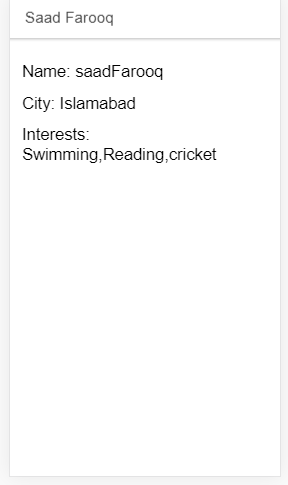 Saad Farooq
Name: saadFarooq
City: Islamabad
Interests:
Swimming,Reading,cricket